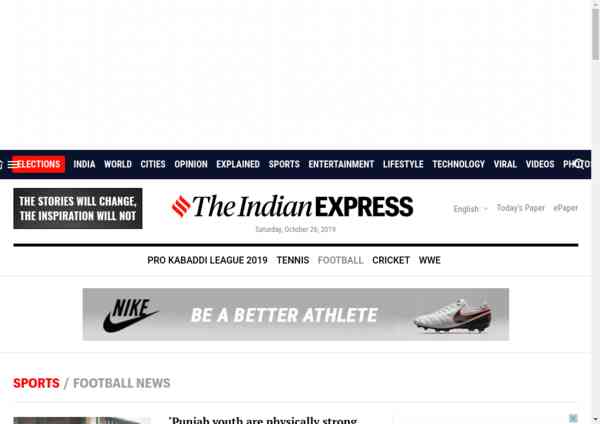 ELECTIONS INDIA WORLD CITIES OPINION EXPLAINED SPORTS ENTERTAINMENT LIFESTYLE TECHNOLOGY VIRAL VIDEOS
THE STORIES WILL CHANGE,
THE INSPIRATION WILL NOT
The Indian EXPRESS
Saturday, October 26, 2019
English Today's Paper ePaper
PRO KABADDI LEAGUE 2019 TENNIS FOOTBALL CRICKET WWE
NIKE BE A BETTER ATHLETE
SPORTS / FOOTBALL NEWS
'Punjab youth are physically strong